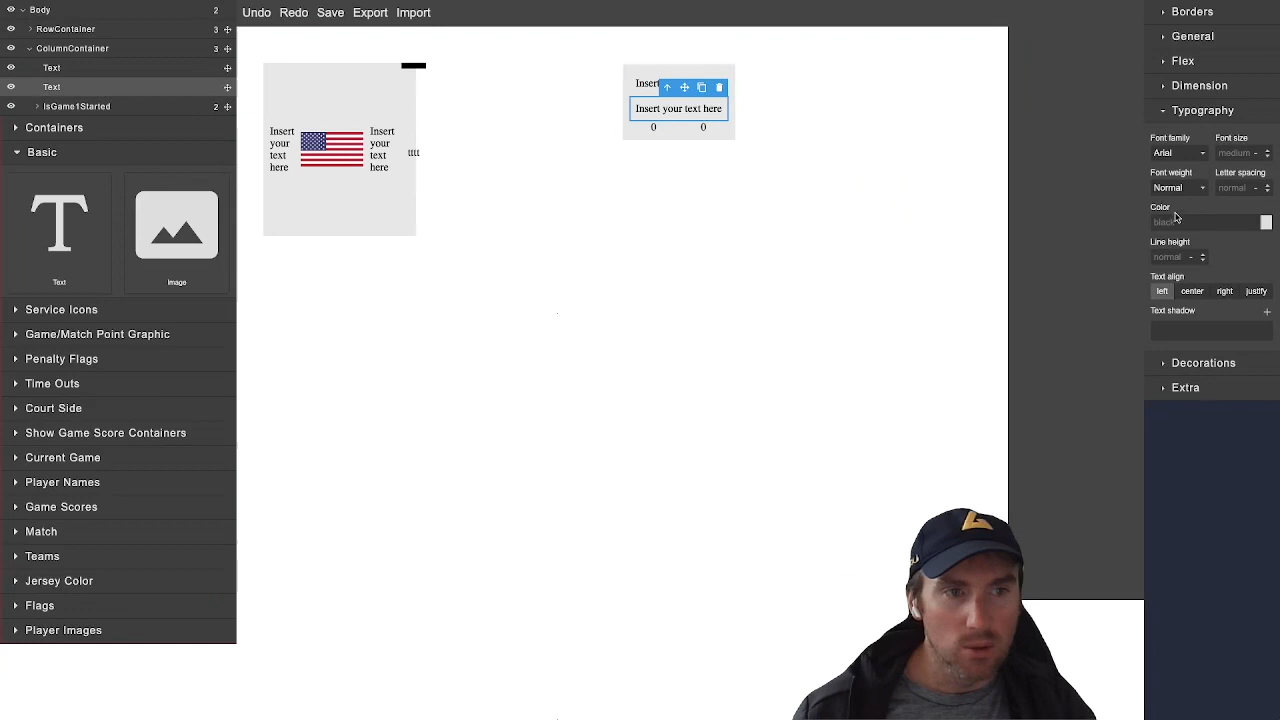 Body 2
RowContainer 3
ColumnContainer 3
Text
Text
IsGame1Started 2
Containers
Basic
Text
Image
Service Icons
Game/Match Point Graphic
Penalty Flags
Time Outs
Court Side
Show Game Score Containers
Current Game
Player Names
Game Scores
Match
Teams
Jersey Color
Flags
Player Images
Undo Redo Save Export Import
Insert
your
text
here
Insert
your
text
here
tttt
Insert
Insert your text here
0 0
Borders
General
Flex
Dimension
Typography
Font family Font size
Arial medium -
Font weight Letter spacing
Normal normal -
Color
black
Line height
normal -
Text align
left center right justify
Text shadow
Decorations
Extra